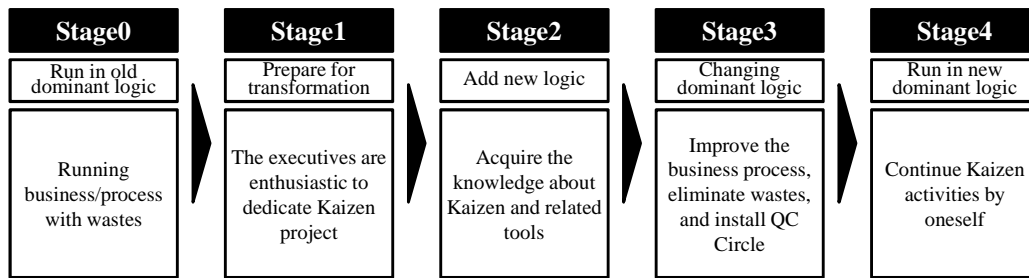 Stage0
Run in old
dominant logic
Running
business/process
with wastes
Stage1
Prepare for
transformation
The executives are
enthusiastic to
dedicate Kaizen
project
Stage2
Add new logic
Acquire the
knowledge about
Kaizen and related
tools
Stage3
Changing
dominant logic
Improve the
business process,
eliminate wastes,
and install QC
Circle
Stage4
Run in new
dominant logic
Continue Kaizen
activities by
oneself